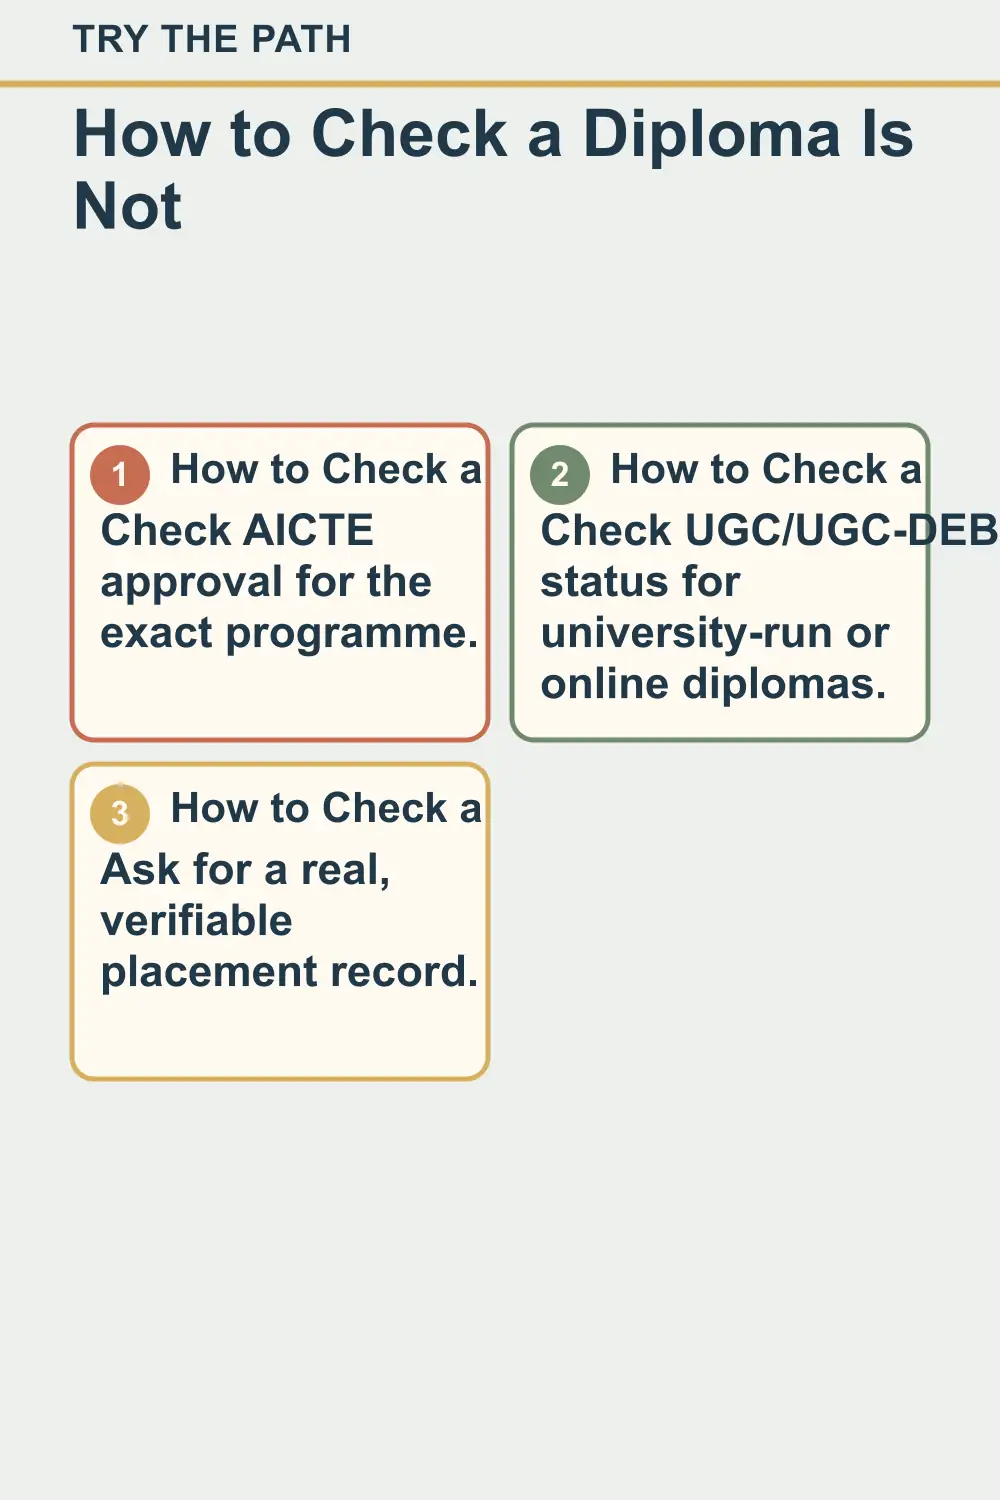 TRY THE PATH
How to Check a Diploma Is
Not
1 How to Check a
Check AICTE
approval for the
exact programme.
2 How to Check a
Check UGC/UGC-DEB
status for
university-run or
online diplomas.
3 How to Check a
Ask for a real,
verifiable
placement record.